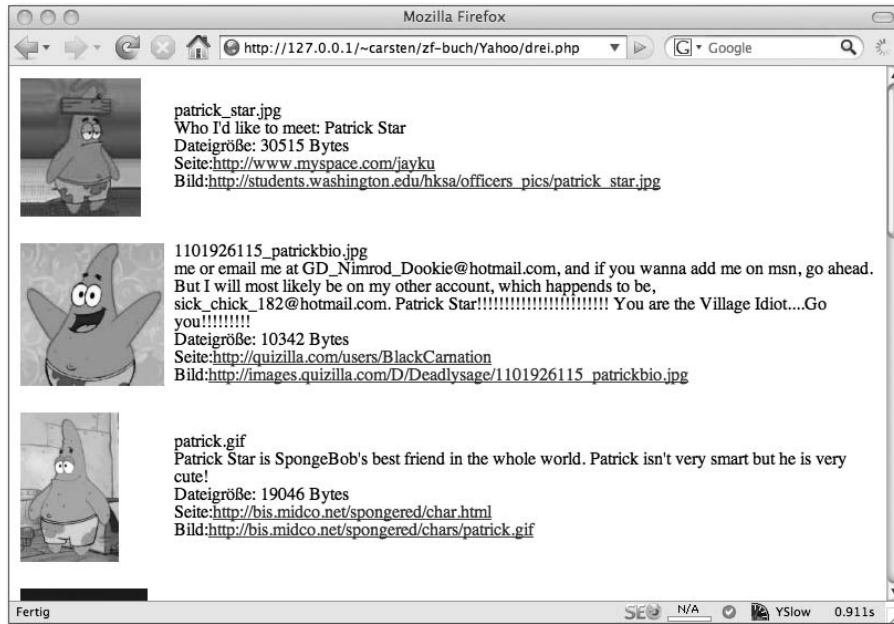 Mozilla Firefox
http://127.0.0.1/~carsten/zf-buch/Yahoo/drei.php
G Google
patrick_star.jpg
Who I'd like to meet: Patrick Star
Dateigröße: 30515 Bytes
Seite:http://www.myspace.com/jayku
Bild:http://students.washington.edu/hksa/officers_pics/patrick_star.jpg
1101926115_patrickbio.jpg
me or email me at GD_Nimrod_Dookie@hotmail.com, and if you wanna add me on msn, go ahead.
But I will most likely be on my other account, which happends to be,
sick_chick_182@hotmail.com. Patrick Star!!!!!!!!!!!!!!!!!!!!!!!! You are the Village Idiot....Go
you!!!!!!!!!
Dateigröße: 10342 Bytes
Seite:http://quizilla.com/users/BlackCarnation
Bild:http://images.quizilla.com/D/Deadlysage/1101926115_patrickbio.jpg
patrick.gif
Patrick Star is SpongeBob's best friend in the whole world. Patrick isn't very smart but he is very
cute!
Dateigröße: 19046 Bytes
Seite:http://bis.midco.net/spongered/char.html
Bild:http://bis.midco.net/spongered/chars/patrick.gif
Fertig SEO N/A YSlow 0.911s